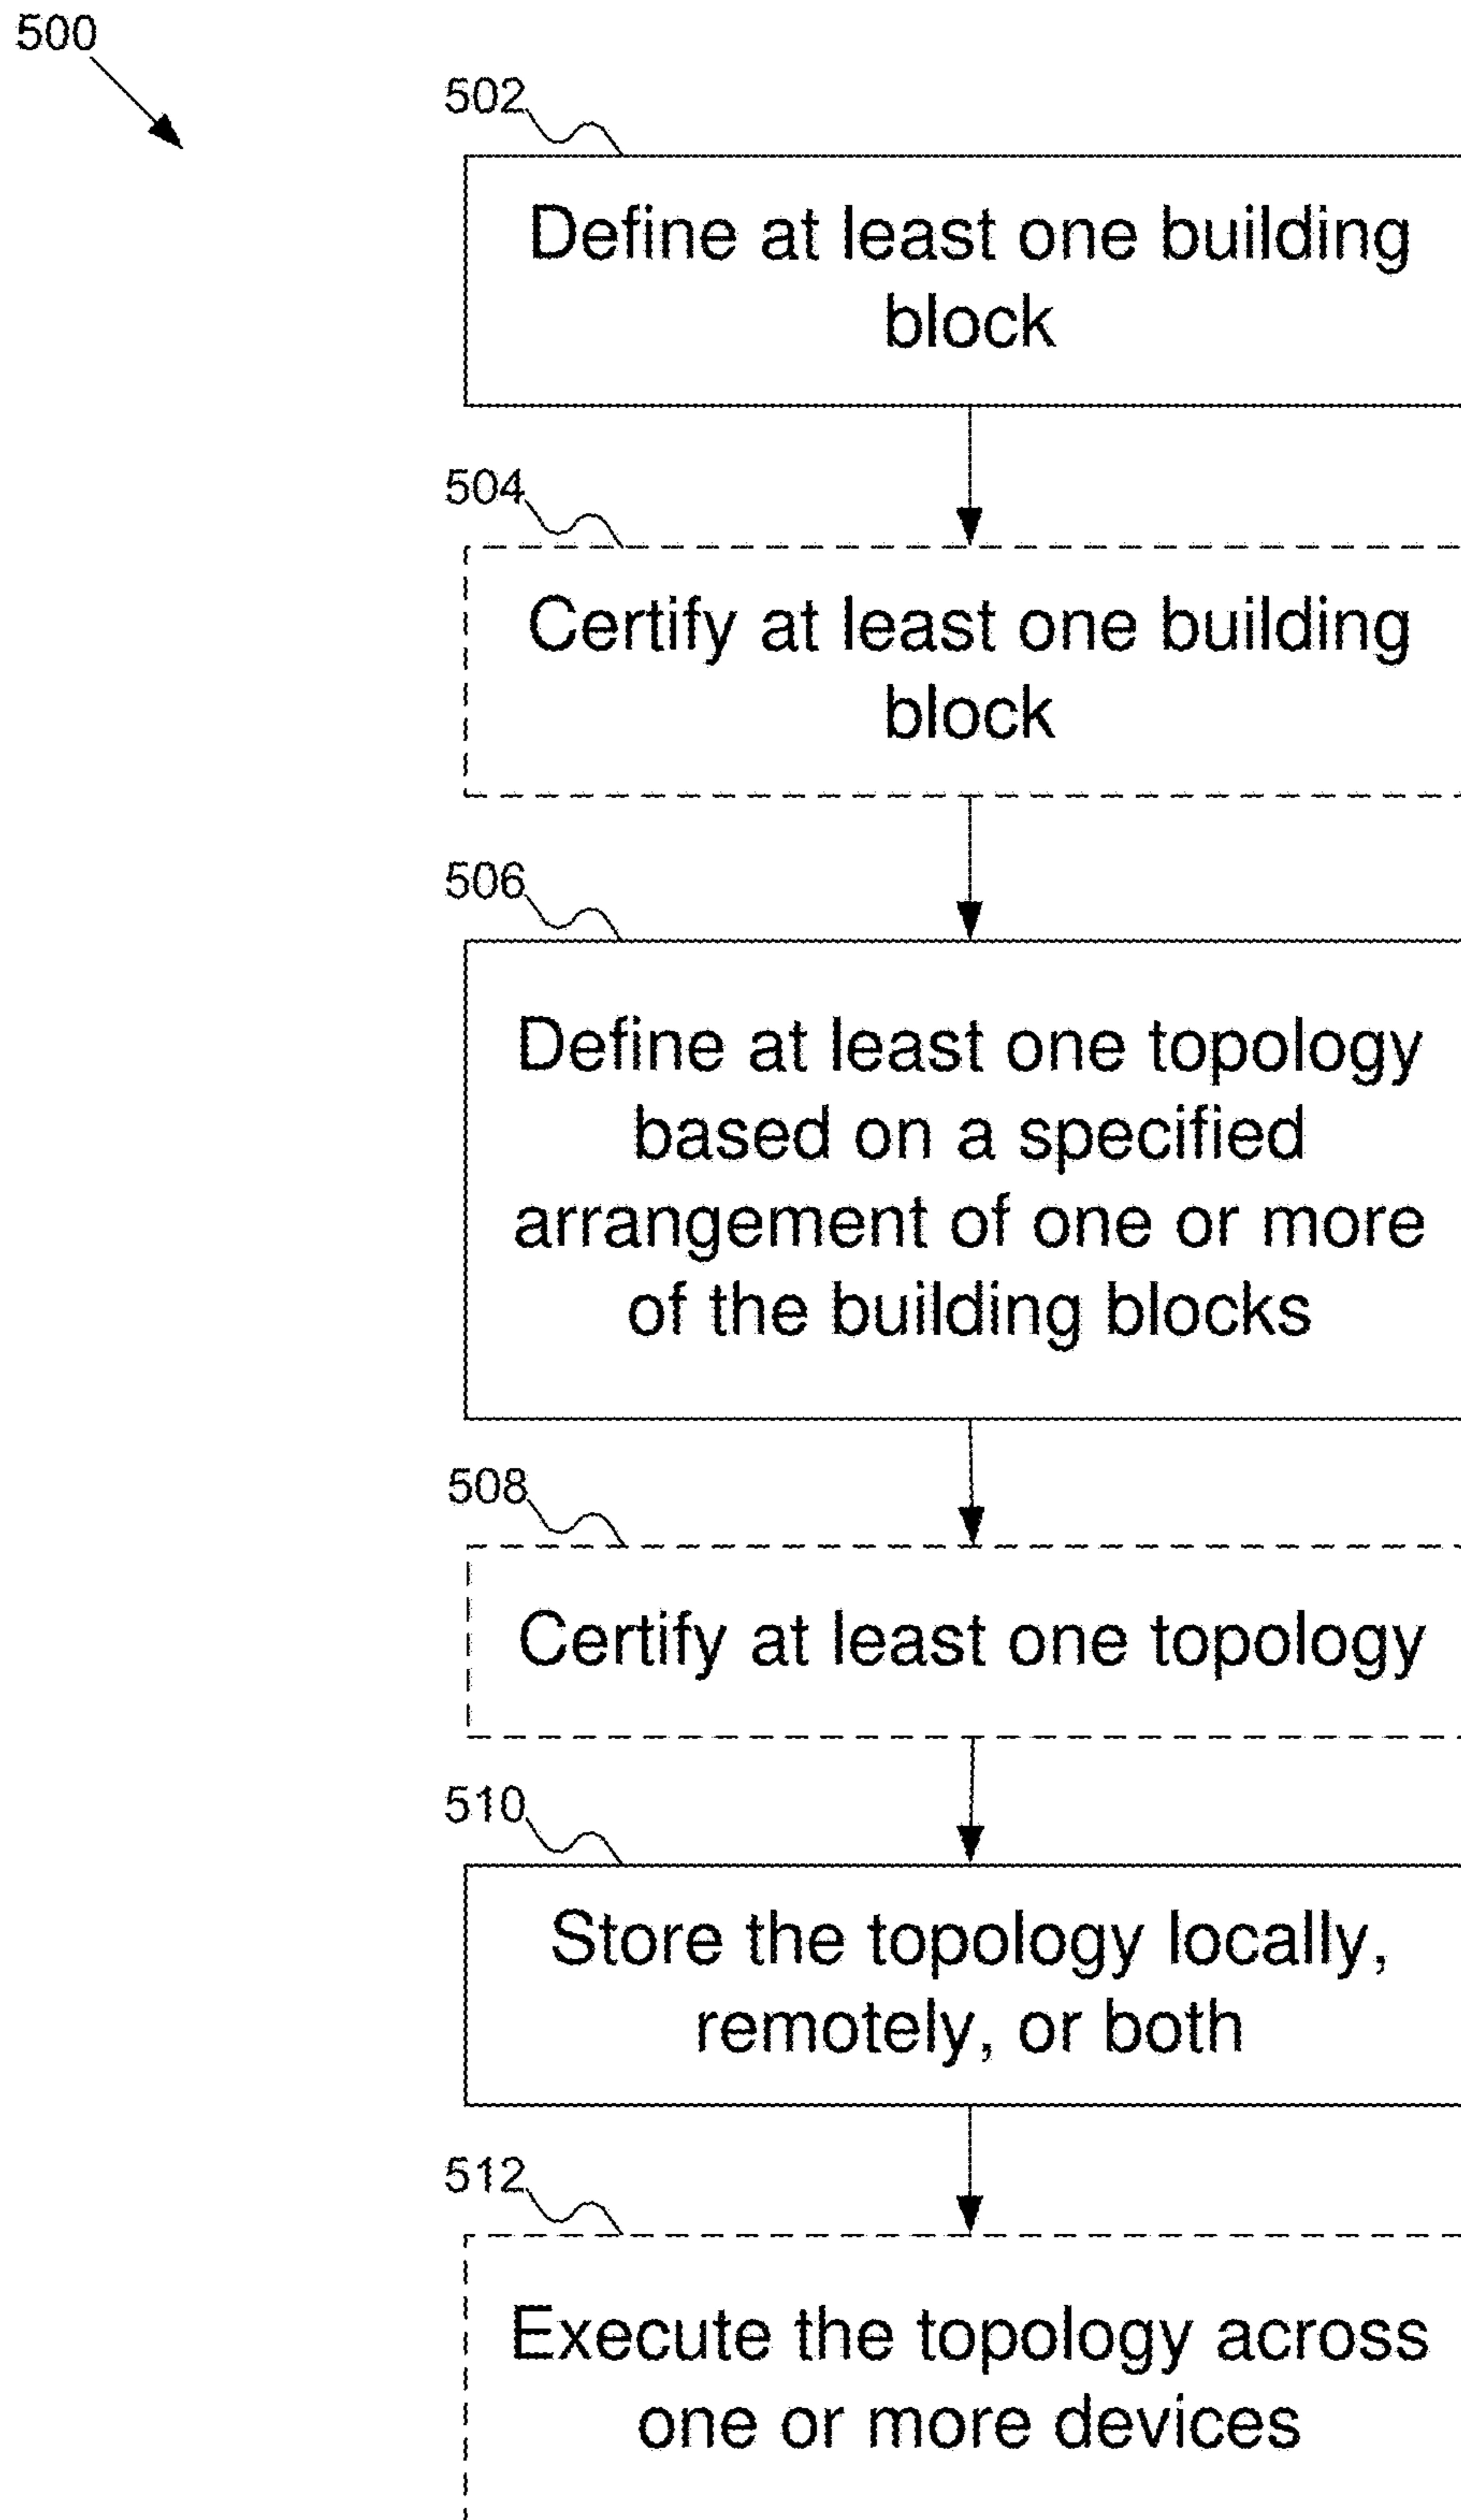 500
502
Define at least one building
block
504
Certify at least one building
block
506
Define at least one topology
based on a specified
arrangement of one or more
of the building blocks
508
Certify at least one topology
510
Store the topology locally,
remotely, or both
512
Execute the topology across
one or more devices